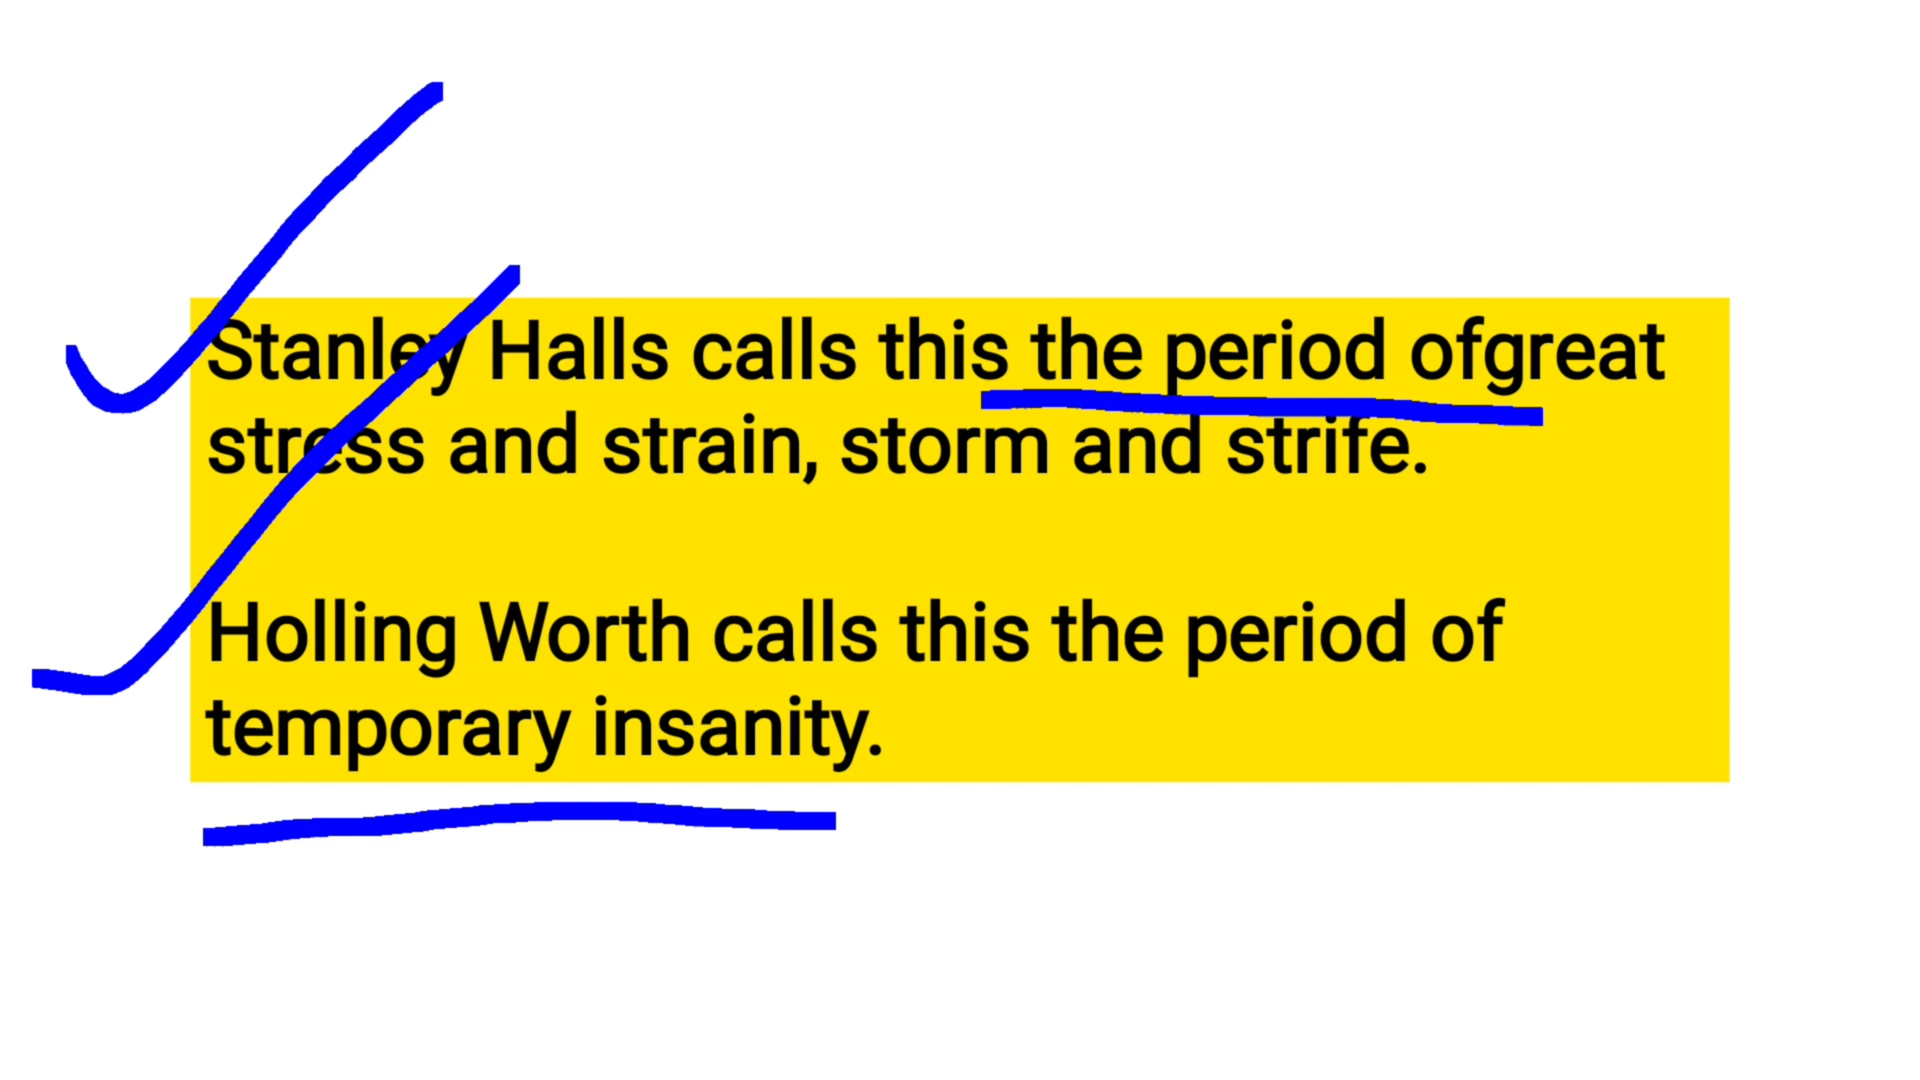 Stanley Halls calls this the period ofgreat
stress and strain, storm and strife.
Holling Worth calls this the period of
temporary insanity.